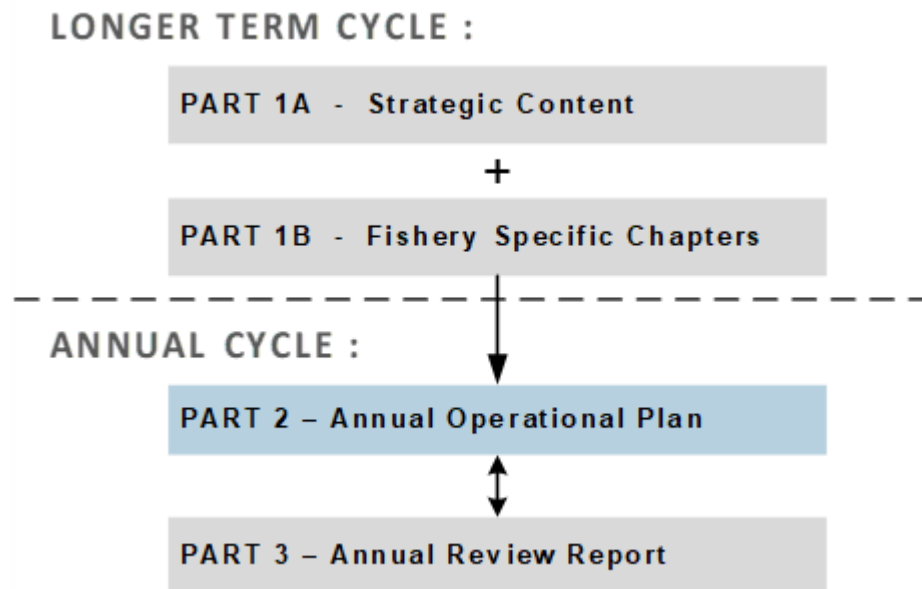 LONGER TERM CYCLE :
PART 1A - Strategic Content
+
PART 1B - Fishery Specific Chapters
ANNUAL CYCLE :
PART 2 – Annual Operational Plan
PART 3 – Annual Review Report